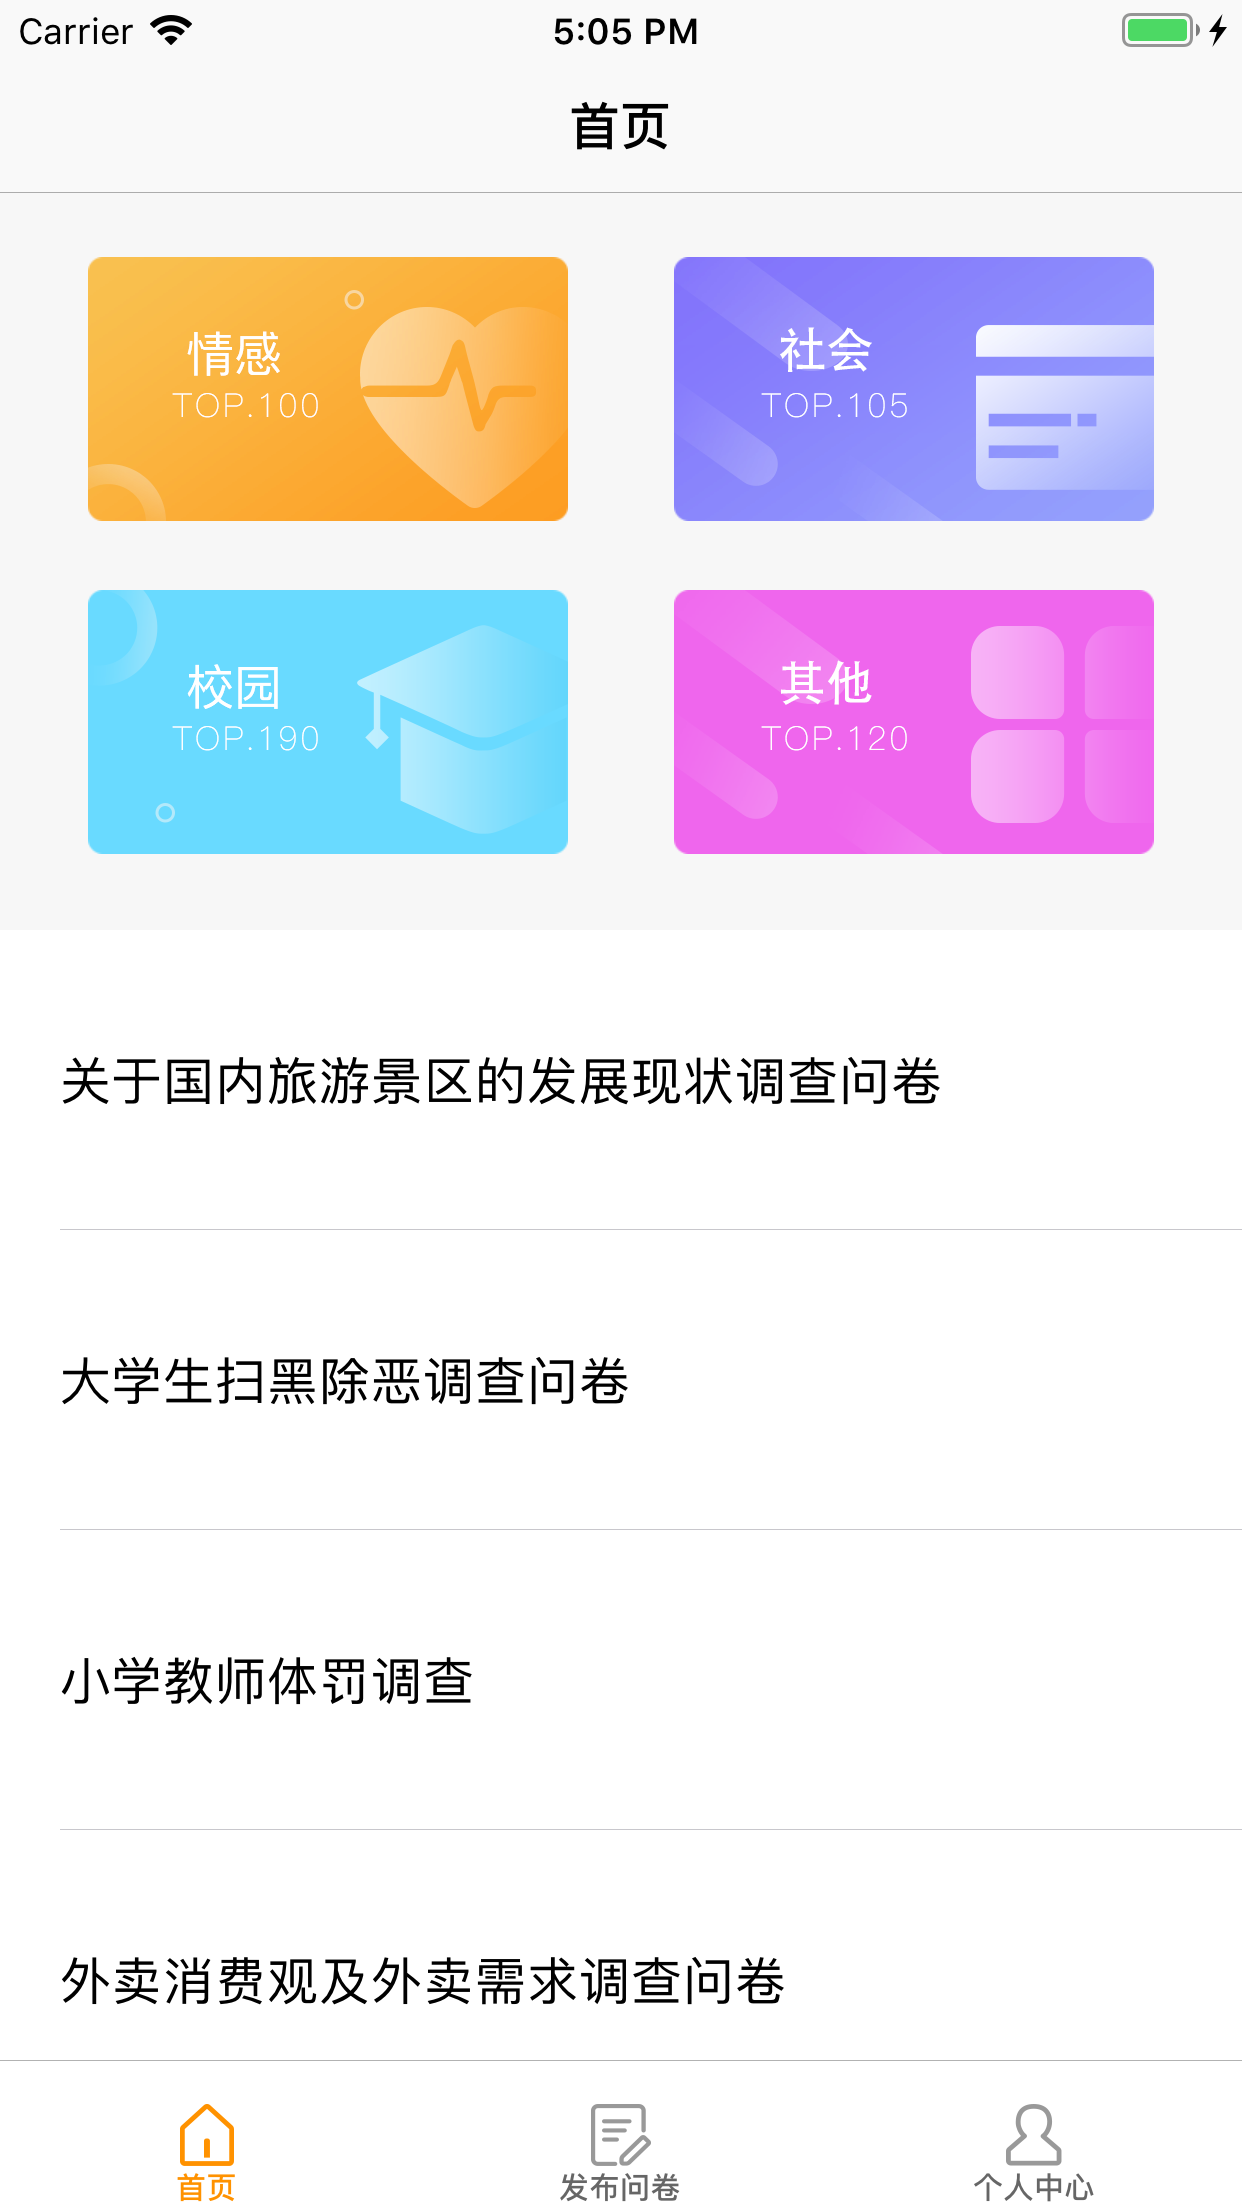 Carrier 5:05 PM
首页
情感
TOP.100
社会
TOP.105
校园
TOP.190
其他
TOP.120
关于国内旅游景区的发展现状调查问卷
大学生扫黑除恶调查问卷
小学教师体罚调查
外卖消费观及外卖需求调查问卷
首页 发布问卷 个人中心